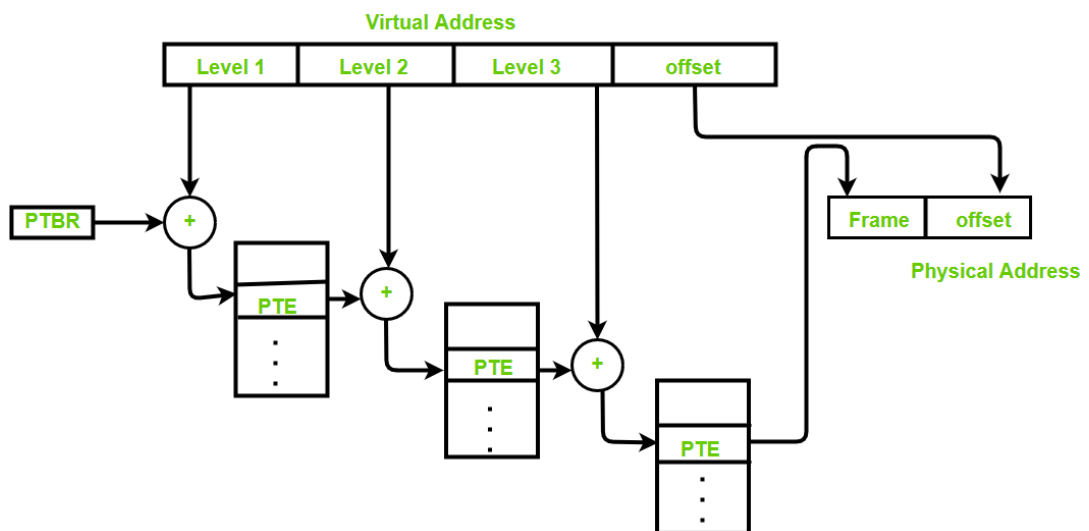 Virtual Address
Level 1 Level 2 Level 3 offset
PTBR + Frame offset
Physical Address
PTE +
PTE +
PTE